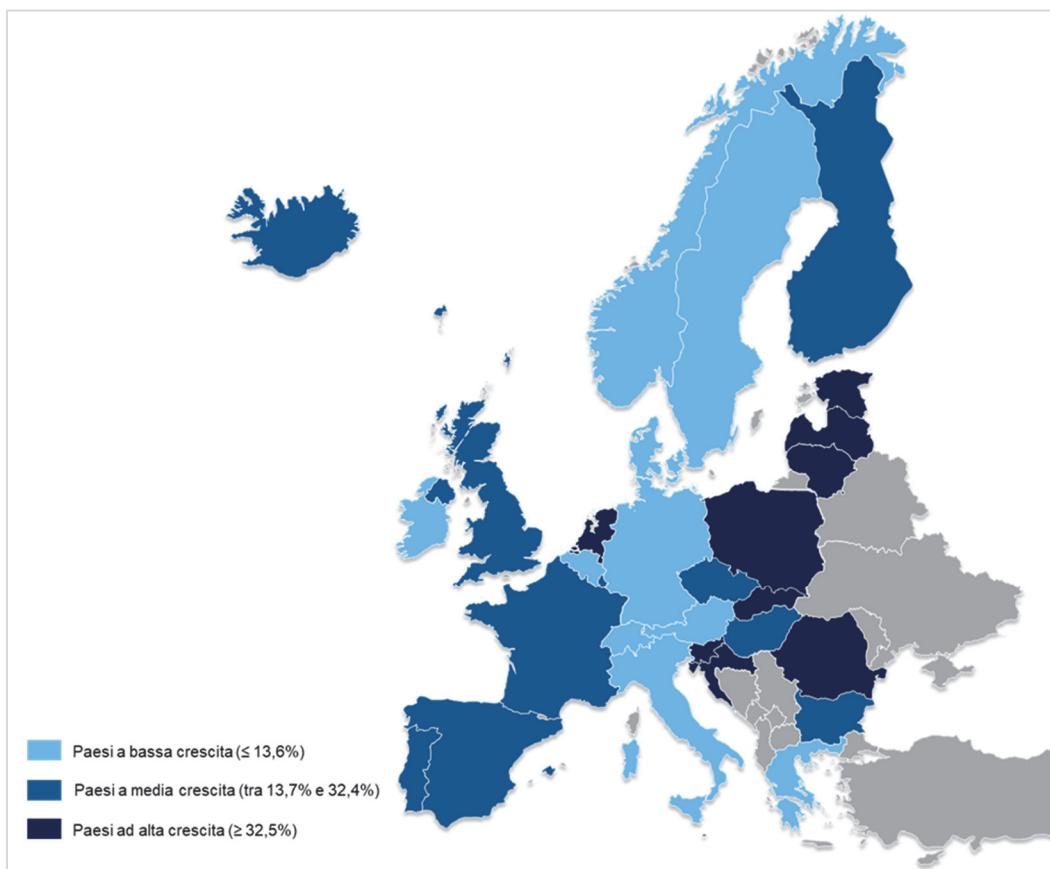 Paesi a bassa crescita (≤ 13,6%)
Paesi a media crescita (tra 13,7% e 32,4%)
Paesi ad alta crescita (≥ 32,5%)